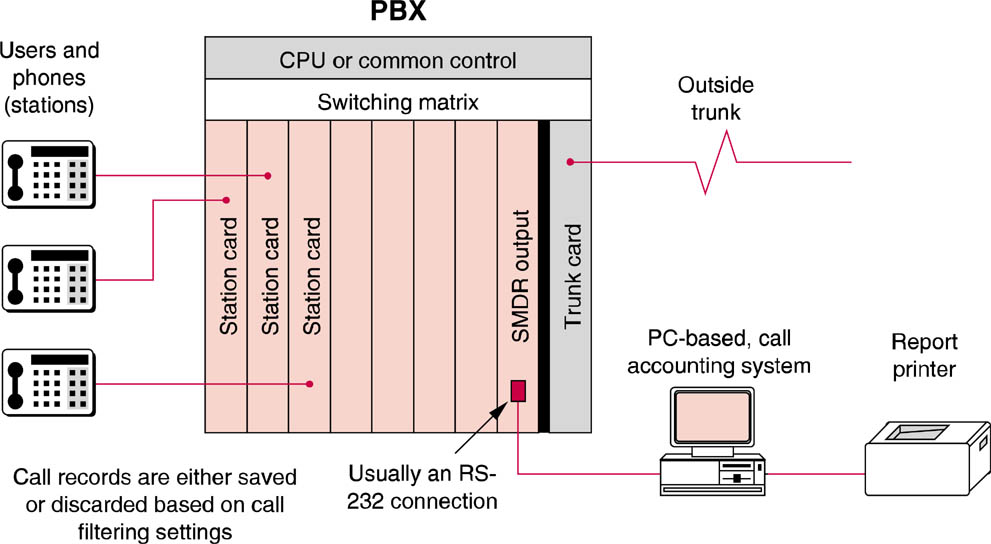 PBX
Users and
phones
(stations)
CPU or common control
Switching matrix
Outside
trunk
Station card
Station card
Station card
SMDR output
Trunk card
PC-based, call
accounting system
Report
printer
Usually an RS-
232 connection
Call records are either saved
or discarded based on call
filtering settings